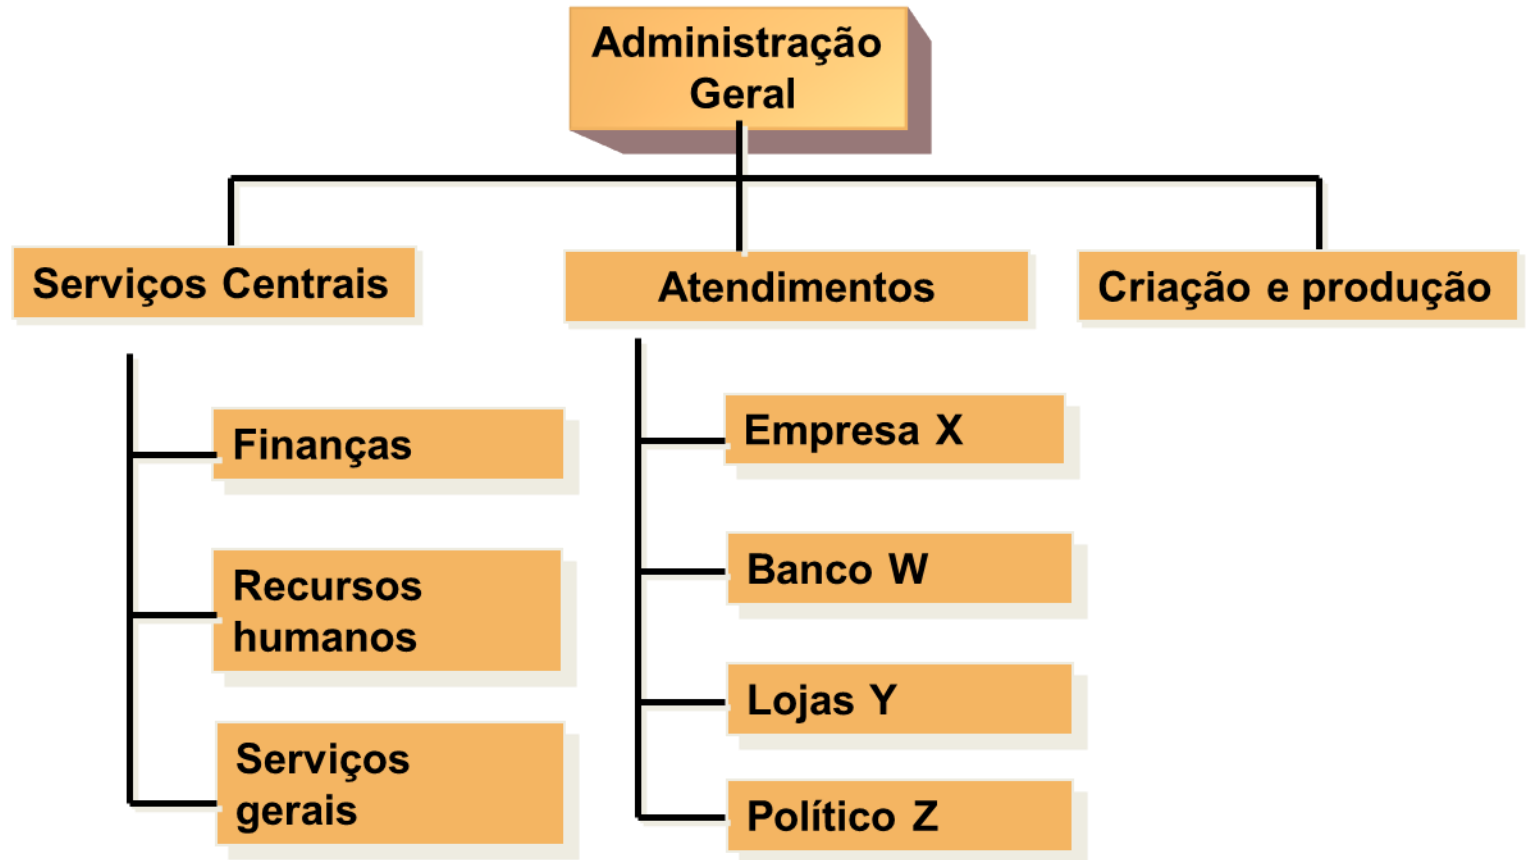 Administração
Geral
Serviços Centrais
Atendimentos
Criação e produção
Finanças
Recursos
humanos
Serviços
gerais
Empresa X
Banco W
Lojas Y
Político Z